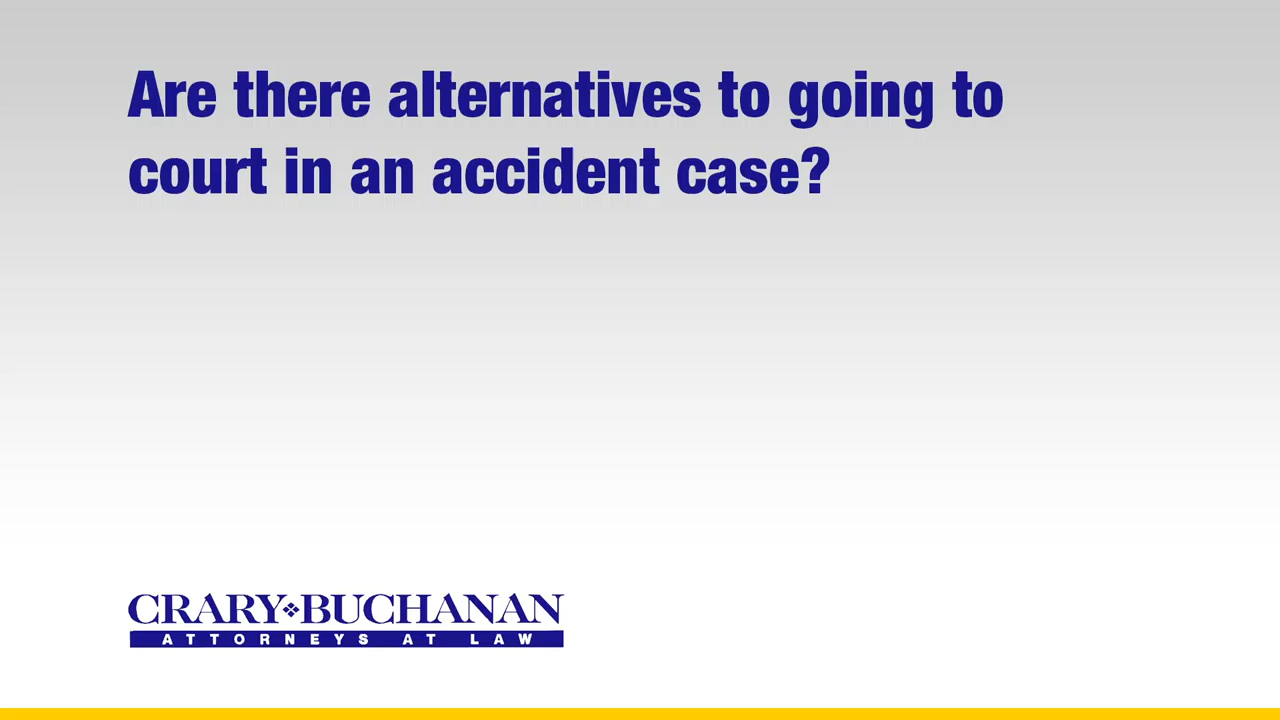 Are there alternatives to going to
court in an accident case?
CRARY BUCHANAN
ATTORNEYS AT LAW